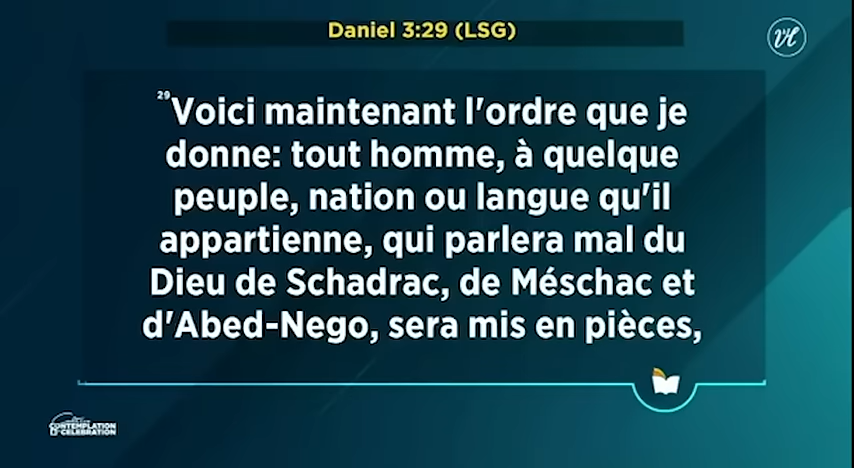 Daniel 3:29 (LSG)
29Voici maintenant l'ordre que je
donne: tout homme, à quelque
peuple, nation ou langue qu'il
appartienne, qui parlera mal du
Dieu de Schadrac, de Méschac et
d'Abed-Nego, sera mis en pièces,
CONTEMPLATION
CELEBRATION